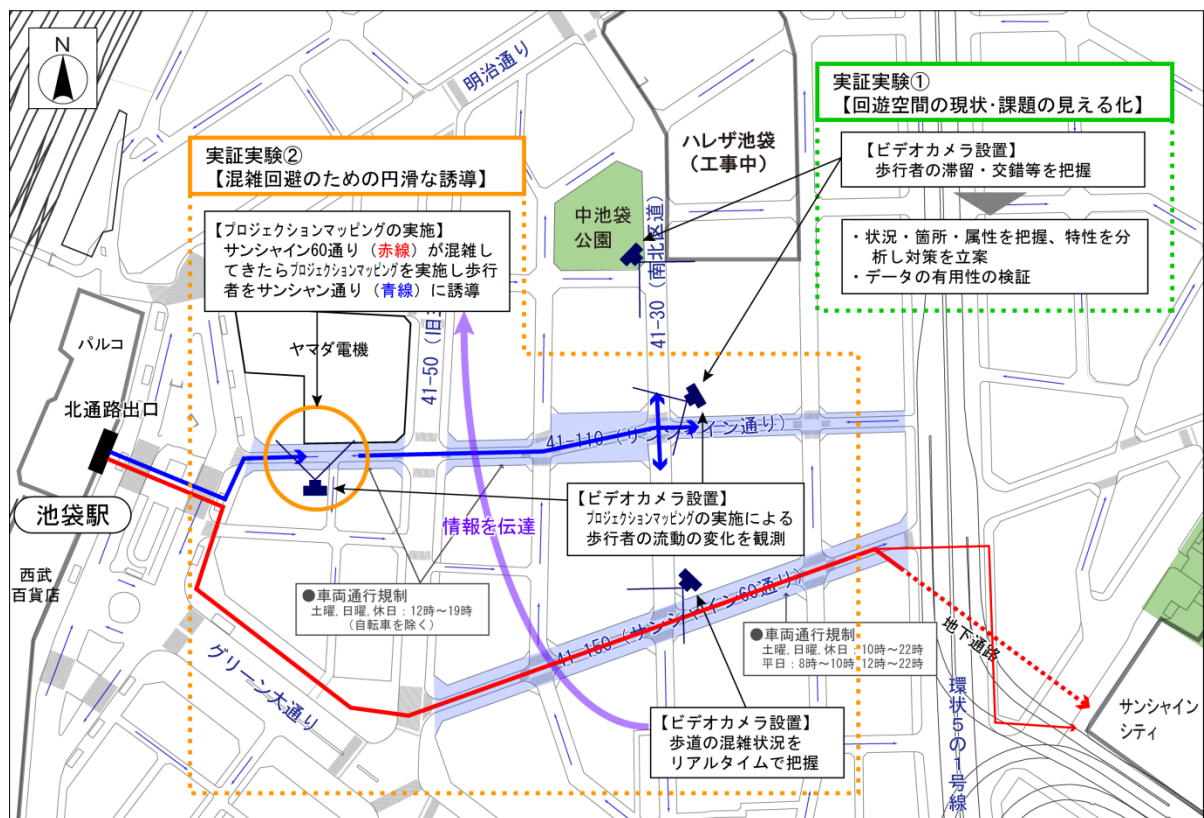 N
明治通り
実証実験①
【回遊空間の現状・課題の見える化】
【ビデオカメラ設置】
歩行者の滞留・交錯等を把握
・状況・箇所・属性を把握、特性を分
析し対策を立案
・データの有用性の検証
ハレザ池袋
（工事中）
実証実験②
【混雑回避のための円滑な誘導】
【プロジェクションマッピングの実施】
サンシャイン60通り（赤線）が混雑し
てきたらプロジェクションマッピングを実施し歩行
者をサンシャン通り（青線）に誘導
中池袋
公園
41-30（南北区道）
41-50（旧
ヤマダ電機
パルコ
北通路出口
池袋駅
西武
百貨店
41-110（サンシャイン通り）
【ビデオカメラ設置】
プロジェクションマッピングの実施による
歩行者の流動の変化を観測
情報を伝達
●車両通行規制
土曜,日曜,休日：12時～19時
（自転車を除く）
41-150（サンシャイン60通り）
●車両通行規制
土曜,日曜,休日：10時～22時
平日：8時～10時,12時～22時
地下通路
グリーン大通り
【ビデオカメラ設置】
歩道の混雑状況を
リアルタイムで把握
環状5の1号線
サンシャイン
シティ